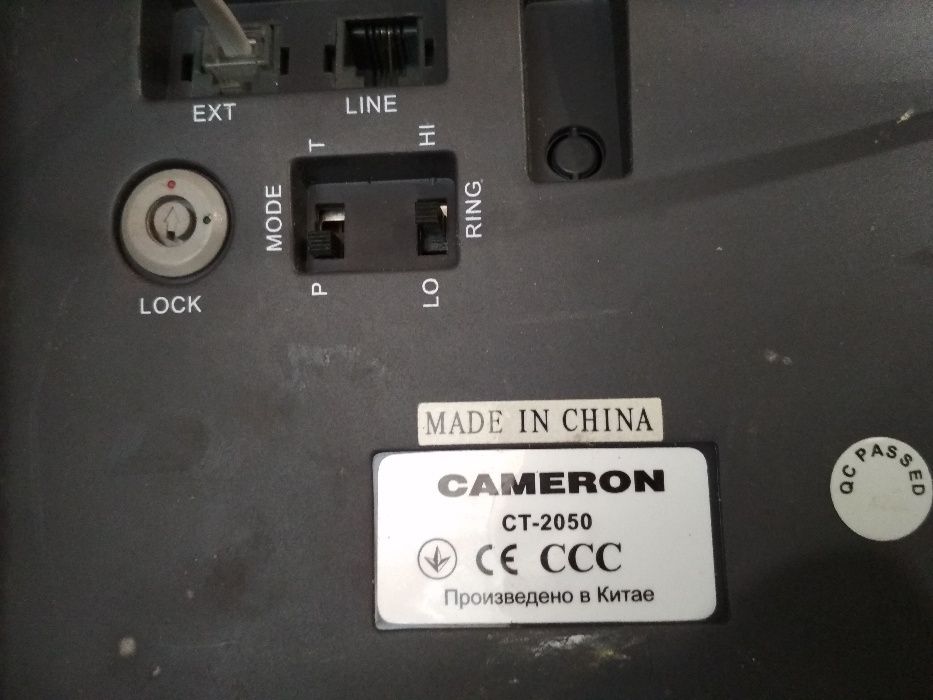 EXT
LINE
T
HI
MODE
RING
P
LO
LOCK
MADE IN CHINA
CAMERON
CT-2050
CE CCC
Произведено в Китае
QC PASSED